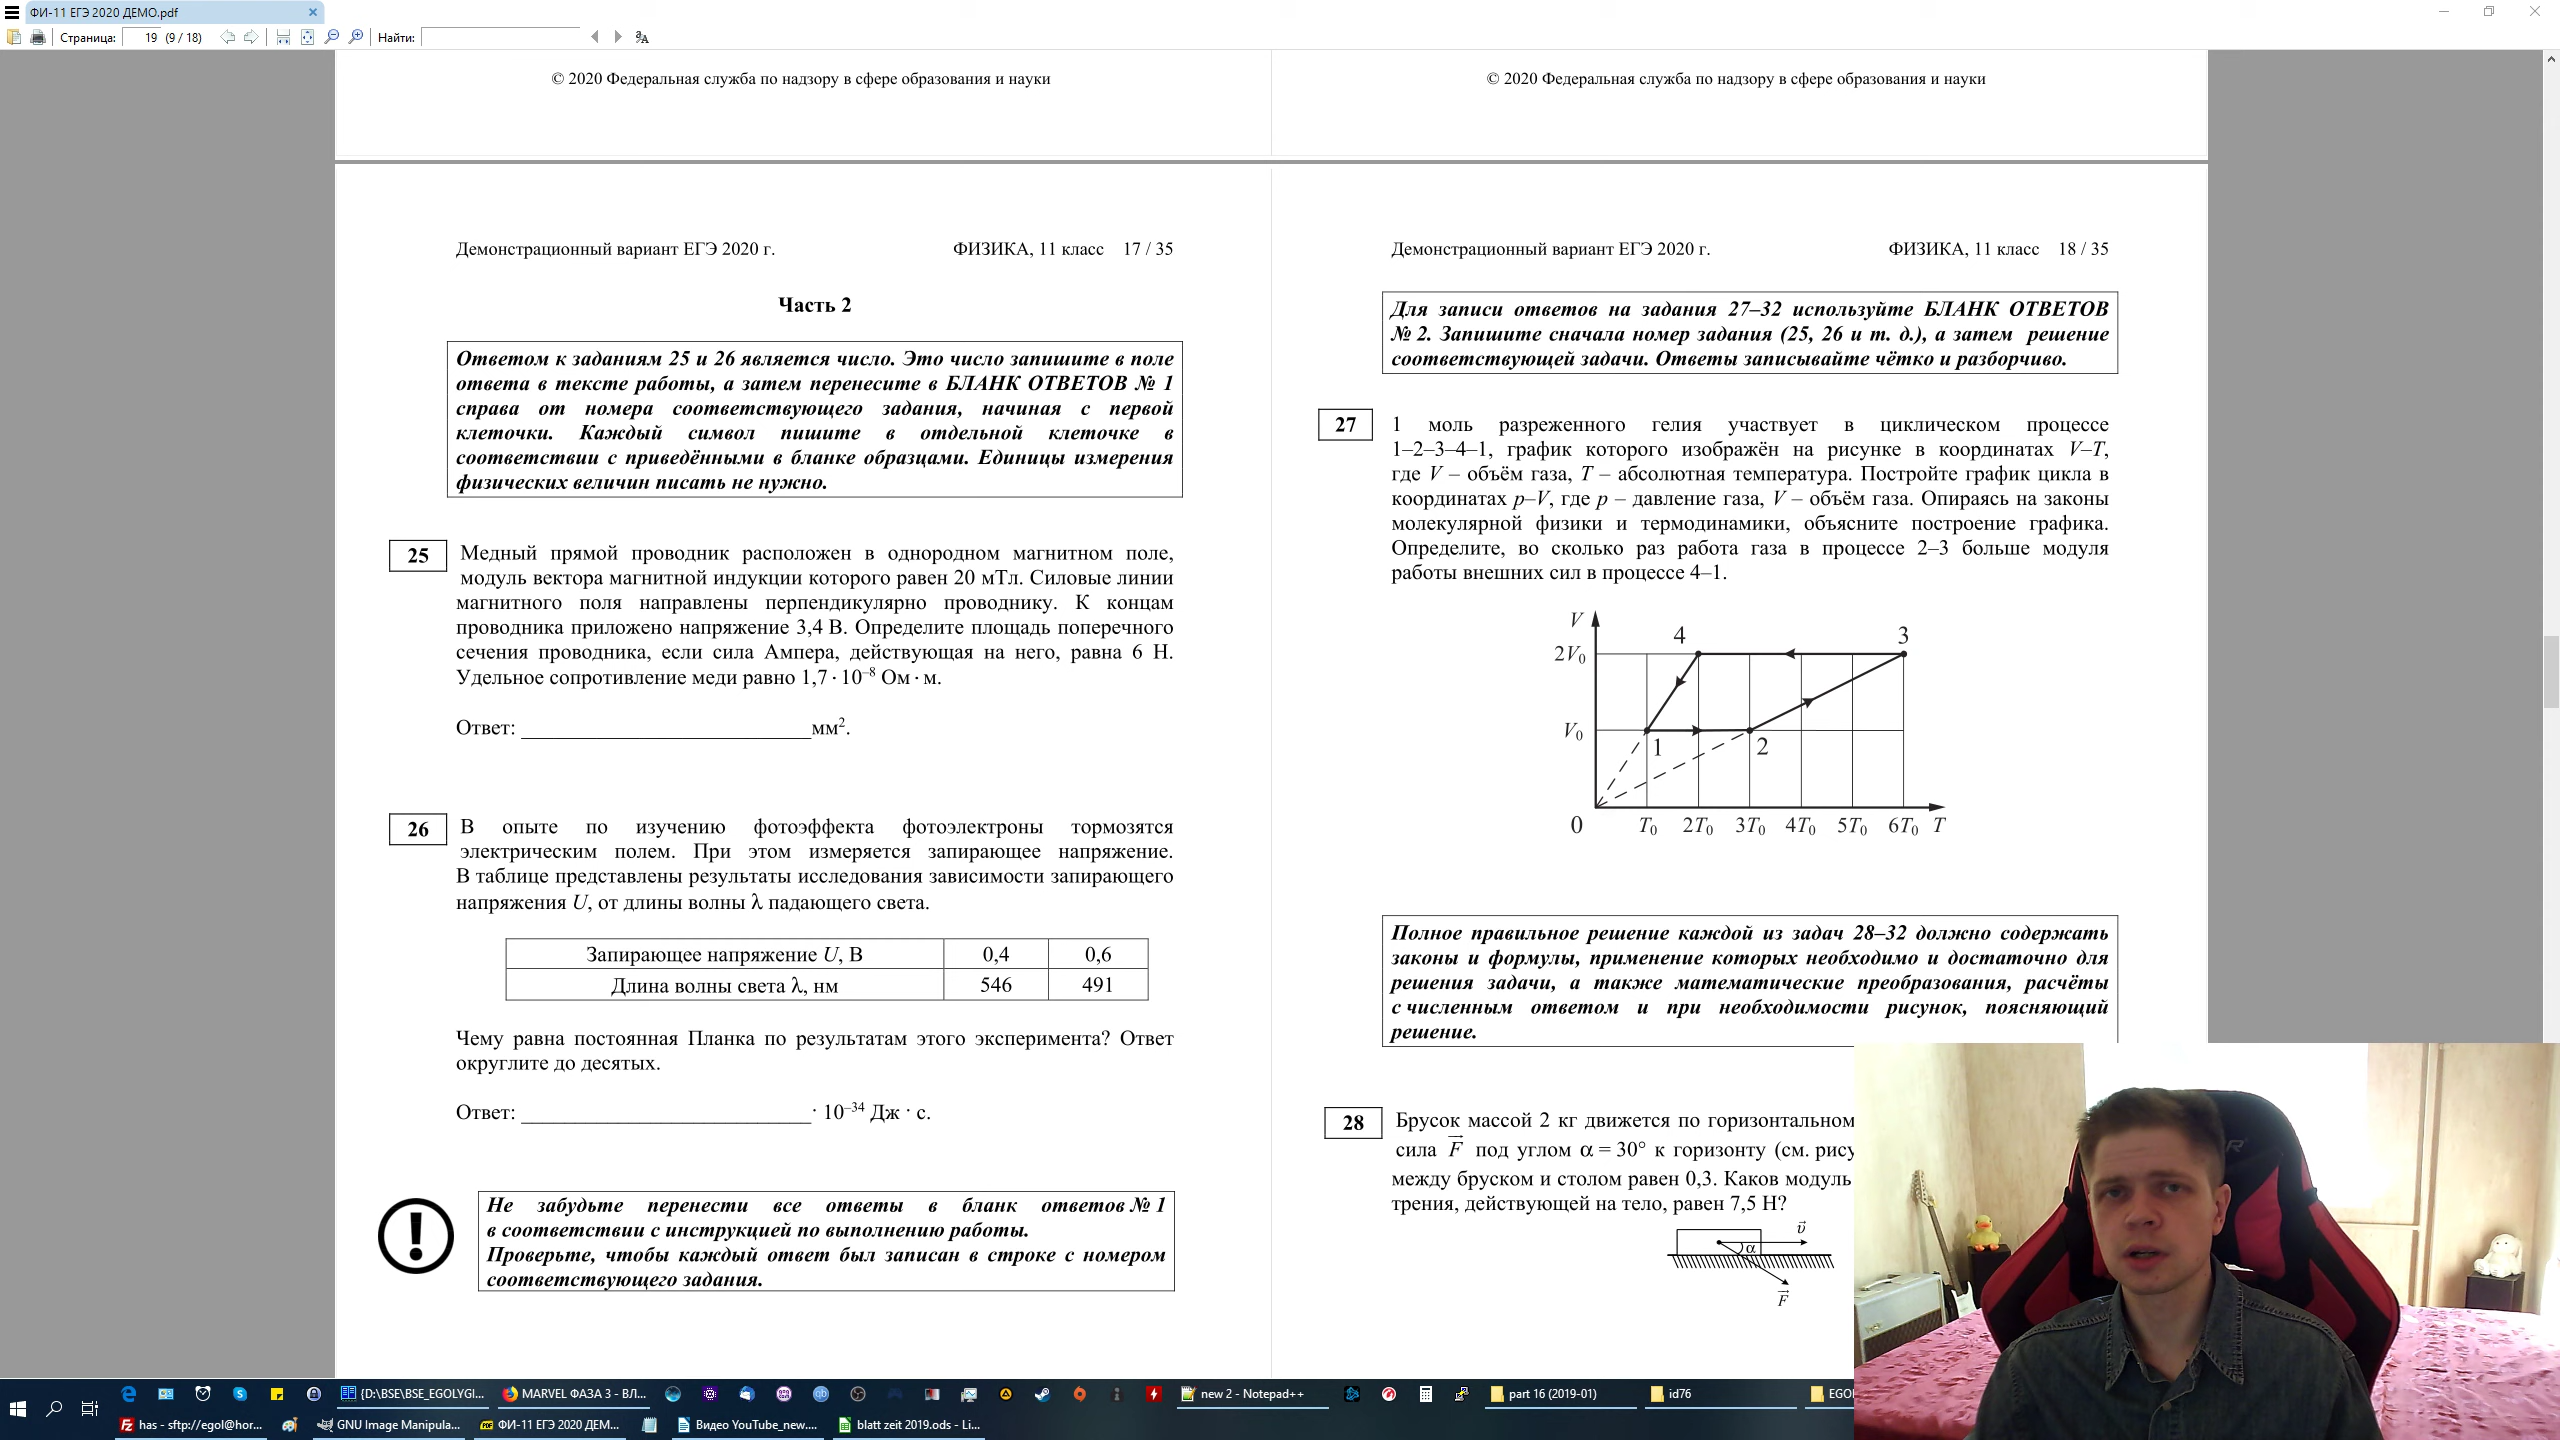 ФИ-11 ЕГЭ 2020 ДЕМО.pdf
Страница: 19 (9 / 18) Найти:
© 2020 Федеральная служба по надзору в сфере образования и науки
© 2020 Федеральная служба по надзору в сфере образования и науки
Демонстрационный вариант ЕГЭ 2020 г. ФИЗИКА, 11 класс 17 / 35
Часть 2
Ответом к заданиям 25 и 26 является число. Это число запишите в поле
ответа в тексте работы, а затем перенесите в БЛАНК ОТВЕТОВ № 1
справа от номера соответствующего задания, начиная с первой
клеточки. Каждый символ пишите в отдельной клеточке в
соответствии с приведёнными в бланке образцами. Единицы измерения
физических величин писать не нужно.
25 Медный прямой проводник расположен в однородном магнитном поле,
модуль вектора магнитной индукции которого равен 20 мТл. Силовые линии
магнитного поля направлены перпендикулярно проводнику. К концам
проводника приложено напряжение 3,4 В. Определите площадь поперечного
сечения проводника, если сила Ампера, действующая на него, равна 6 Н.
Удельное сопротивление меди равно 1,7 · 10⁻⁸ Ом · м.
Ответ: ___________________________мм².
26 В опыте по изучению фотоэффекта фотоэлектроны тормозятся
электрическим полем. При этом измеряется запирающее напряжение.
В таблице представлены результаты исследования зависимости запирающего
напряжения U, от длины волны λ падающего света.
Запирающее напряжение U, В 0,4 0,6
Длина волны света λ, нм 546 491
Чему равна постоянная Планка по результатам этого эксперимента? Ответ
округлите до десятых.
Ответ: ___________________________· 10⁻³⁴ Дж · с.
Не забудьте перенести все ответы в бланк ответов № 1
в соответствии с инструкцией по выполнению работы.
Проверьте, чтобы каждый ответ был записан в строке с номером
соответствующего задания.
Демонстрационный вариант ЕГЭ 2020 г. ФИЗИКА, 11 класс 18 / 35
Для записи ответов на задания 27–32 используйте БЛАНК ОТВЕТОВ
№ 2. Запишите сначала номер задания (25, 26 и т. д.), а затем решение
соответствующей задачи. Ответы записывайте чётко и разборчиво.
27 1 моль разреженного гелия участвует в циклическом процессе
1–2–3–4–1, график которого изображён на рисунке в координатах V–T,
где V – объём газа, T – абсолютная температура. Постройте график цикла в
координатах p–V, где p – давление газа, V – объём газа. Опираясь на законы
молекулярной физики и термодинамики, объясните построение графика.
Определите, во сколько раз работа газа в процессе 2–3 больше модуля
работы внешних сил в процессе 4–1.
V
4 3
2V₀
V₀
1 2
0 T₀ 2T₀ 3T₀ 4T₀ 5T₀ 6T₀ T
Полное правильное решение каждой из задач 28–32 должно содержать
законы и формулы, применение которых необходимо и достаточно для
решения задачи, а также математические преобразования, расчёты
с численным ответом и при необходимости рисунок, поясняющий
решение.
28 Брусок массой 2 кг движется по горизонтальном
сила F⃗ под углом α = 30° к горизонту (см. рису
между бруском и столом равен 0,3. Каков модуль
трения, действующей на тело, равен 7,5 Н?
v⃗
α
F⃗
{D:\BSE\BSE_EGOLYGI... MARVEL ФАЗА 3 - ВЛ... new 2 - Notepad++ part 16 (2019-01) id76 EGO
has - sftp://egol@hor... GNU Image Manipula... ФИ-11 ЕГЭ 2020 ДЕМ... Видео YouTube_new.... blatt zeit 2019.ods - Li...